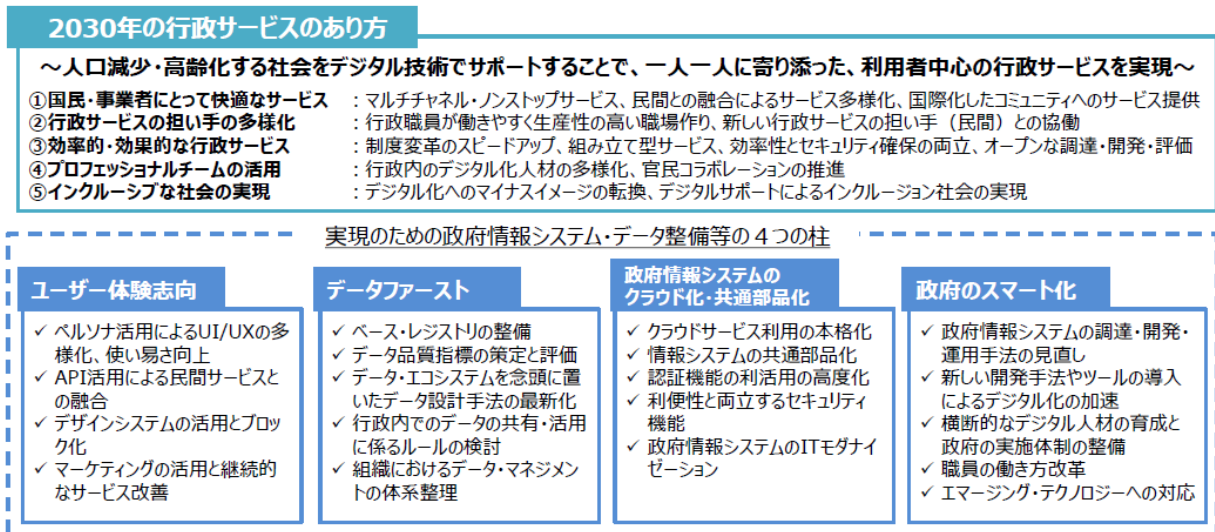 2030年の行政サービスのあり方
～人口減少・高齢化する社会をデジタル技術でサポートすることで、一人一人に寄り添った、利用者中心の行政サービスを実現～
①国民・事業者にとって快適なサービス ：マルチチャネル・ノンストップサービス、民間との融合によるサービス多様化、国際化したコミュニティへのサービス提供
②行政サービスの担い手の多様化 ：行政職員が働きやすく生産性の高い職場作り、新しい行政サービスの担い手（民間）との協働
③効率的・効果的な行政サービス ：制度変革のスピードアップ、組み立て型サービス、効率性とセキュリティ確保の両立、オープンな調達・開発・評価
④プロフェッショナルチームの活用 ：行政内のデジタル化人材の多様化、官民コラボレーションの推進
⑤インクルーシブな社会の実現 ：デジタル化へのマイナスイメージの転換、デジタルサポートによるインクルージョン社会の実現
実現のための政府情報システム・データ整備等の４つの柱
ユーザー体験志向
✓ ペルソナ活用によるUI/UXの多
様化、使い易さ向上
✓ API活用による民間サービスと
の融合
✓ デザインシステムの活用とブロッ
ク化
✓ マーケティングの活用と継続的
なサービス改善
データファースト
✓ ベース・レジストリの整備
✓ データ品質指標の策定と評価
✓ データ・エコシステムを念頭に置
いたデータ設計手法の最新化
✓ 行政内でのデータの共有・活用
に係るルールの検討
✓ 組織におけるデータ・マネジメン
トの体系整理
政府情報システムの
クラウド化・共通部品化
✓ クラウドサービス利用の本格化
✓ 情報システムの共通部品化
✓ 認証機能の利活用の高度化
✓ 利便性と両立するセキュリティ
機能
✓ 政府情報システムのITモダナイ
ゼーション
政府のスマート化
✓ 政府情報システムの調達・開発・
運用手法の見直し
✓ 新しい開発手法やツールの導入
によるデジタル化の加速
✓ 横断的なデジタル人材の育成と
政府の実施体制の整備
✓ 職員の働き方改革
✓ エマージング・テクノロジーへの対応